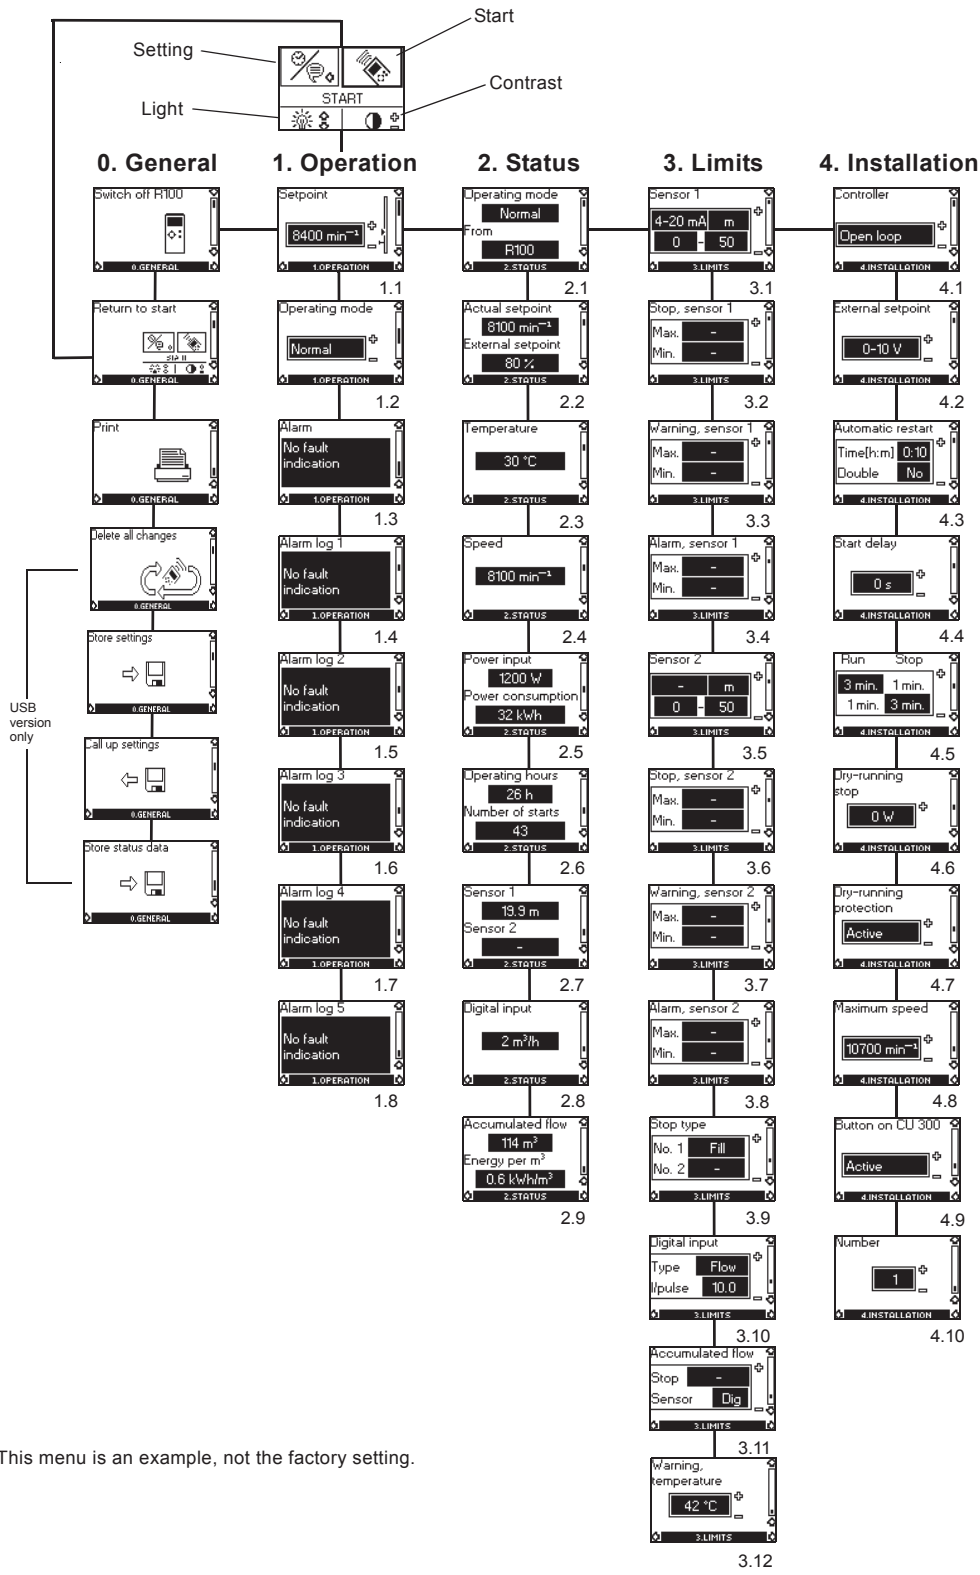 Start
Setting
START
Light
Contrast
0. General
Switch off R100
0.GENERAL
Return to start
0.GENERAL
Print
0.GENERAL
Delete all changes
0.GENERAL
Store settings
0.GENERAL
Call up settings
0.GENERAL
Store status data
0.GENERAL
USB
version
only
1. Operation
Setpoint
8400 min⁻¹
1.OPERATION
1.1
Operating mode
Normal
1.OPERATION
1.2
Alarm
No fault
indication
1.OPERATION
1.3
Alarm log 1
No fault
indication
1.OPERATION
1.4
Alarm log 2
No fault
indication
1.OPERATION
1.5
Alarm log 3
No fault
indication
1.OPERATION
1.6
Alarm log 4
No fault
indication
1.OPERATION
1.7
Alarm log 5
No fault
indication
1.OPERATION
1.8
2. Status
Operating mode
Normal
From
R100
2.STATUS
2.1
Actual setpoint
8100 min⁻¹
External setpoint
80 %
2.STATUS
2.2
Temperature
30 °C
2.STATUS
2.3
Speed
8100 min⁻¹
2.STATUS
2.4
Power input
1200 W
Power consumption
32 kWh
2.STATUS
2.5
Operating hours
26 h
Number of starts
43
2.STATUS
2.6
Sensor 1
19.9 m
Sensor 2
-
2.STATUS
2.7
Digital input
2 m³/h
2.STATUS
2.8
Accumulated flow
114 m³
Energy per m³
0.6 kWh/m³
2.STATUS
2.9
3. Limits
Sensor 1
4-20 mA m
0 - 50
3.LIMITS
3.1
Stop, sensor 1
Max. -
Min. -
3.LIMITS
3.2
Warning, sensor 1
Max. -
Min. -
3.LIMITS
3.3
Alarm, sensor 1
Max. -
Min. -
3.LIMITS
3.4
Sensor 2
- m
0 - 50
3.LIMITS
3.5
Stop, sensor 2
Max. -
Min. -
3.LIMITS
3.6
Warning, sensor 2
Max. -
Min. -
3.LIMITS
3.7
Alarm, sensor 2
Max. -
Min. -
3.LIMITS
3.8
Stop type
No. 1 Fill
No. 2 -
3.LIMITS
3.9
Digital input
Type Flow
l/pulse 10.0
3.LIMITS
3.10
Accumulated flow
Stop -
Sensor Dig
3.LIMITS
3.11
Warning,
temperature
42 °C
3.LIMITS
3.12
4. Installation
Controller
Open loop
4.INSTALLATION
4.1
External setpoint
0-10 V
4.INSTALLATION
4.2
Automatic restart
Time[h:m] 0:10
Double No
4.INSTALLATION
4.3
Start delay
0 s
4.INSTALLATION
4.4
Run Stop
3 min. 1 min.
1 min. 3 min.
4.INSTALLATION
4.5
Dry-running
stop
0 W
4.INSTALLATION
4.6
Dry-running
protection
Active
4.INSTALLATION
4.7
Maximum speed
10700 min⁻¹
4.INSTALLATION
4.8
Button on CU 300
Active
4.INSTALLATION
4.9
Number
1
4.INSTALLATION
4.10
This menu is an example, not the factory setting.